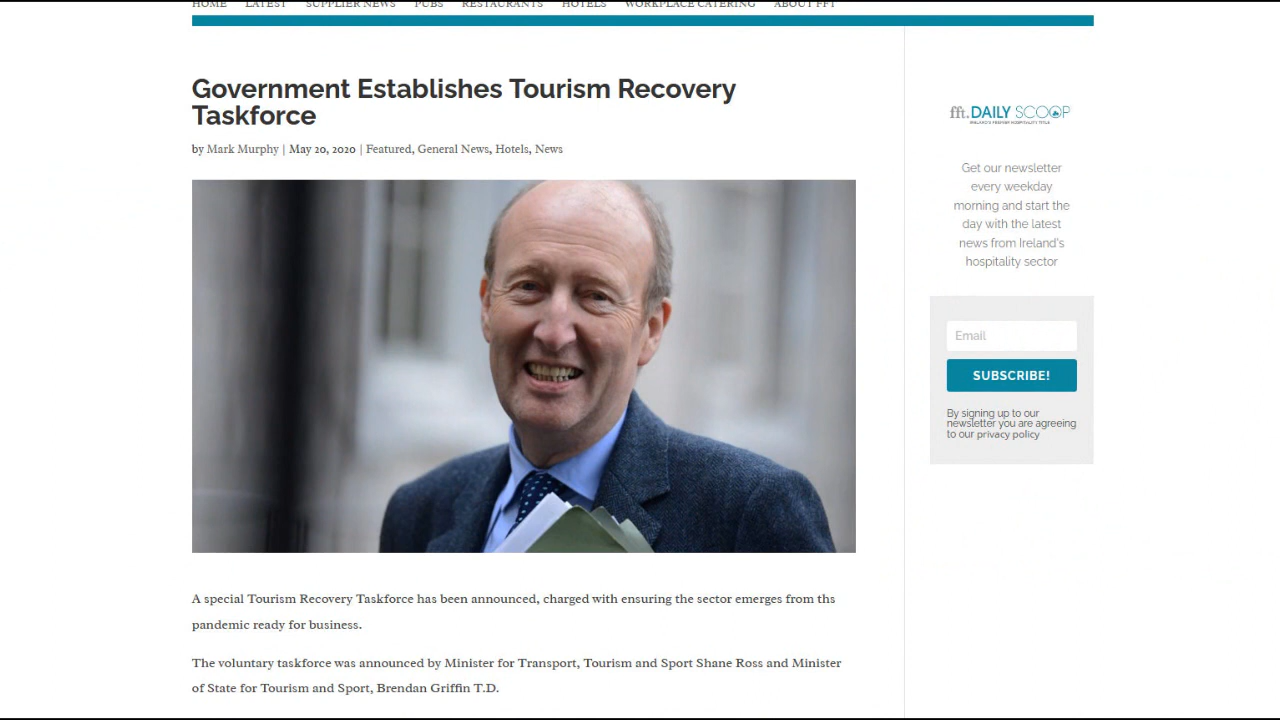 HOME LATEST SUPPLIER NEWS PUBS RESTAURANTS HOTELS WORKPLACE CATERING ABOUT FFT
Government Establishes Tourism Recovery
Taskforce
by Mark Murphy | May 20, 2020 | Featured, General News, Hotels, News
A special Tourism Recovery Taskforce has been announced, charged with ensuring the sector emerges from ths
pandemic ready for business.
The voluntary taskforce was announced by Minister for Transport, Tourism and Sport Shane Ross and Minister
of State for Tourism and Sport, Brendan Griffin T.D.
fft.DAILY SCOOP
IRELAND'S FREShest HOSPITALITY TITLE
Get our newsletter
every weekday
morning and start the
day with the latest
news from Ireland's
hospitality sector
Email
SUBSCRIBE!
By signing up to our
newsletter you are agreeing
to our privacy policy